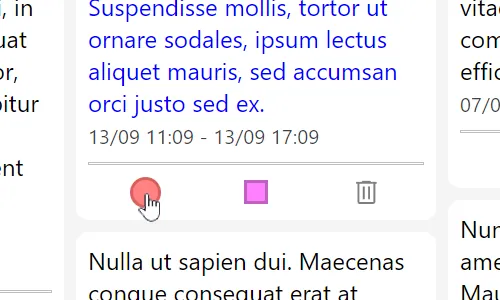 , in
uat
or,
oitur
ent
Suspendisse mollis, tortor ut
ornare sodales, ipsum lectus
aliquet mauris, sed accumsan
orci justo sed ex.
13/09 11:09 - 13/09 17:09
Nulla ut sapien dui. Maecenas
congue consequat erat at
vita
com
effic
07/0
Nun
ame
Mau